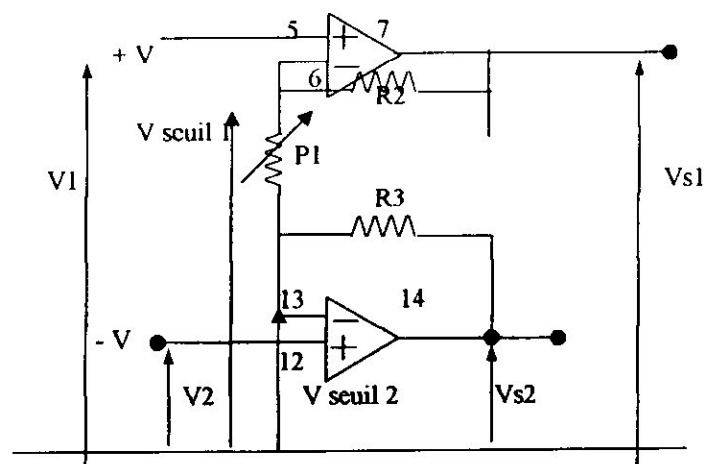 5
7
+ V
+
−
6
R2
V seuil 1
P1
V1
Vs1
R3
13
14
−
- V
+
12
V2
V seuil 2
Vs2